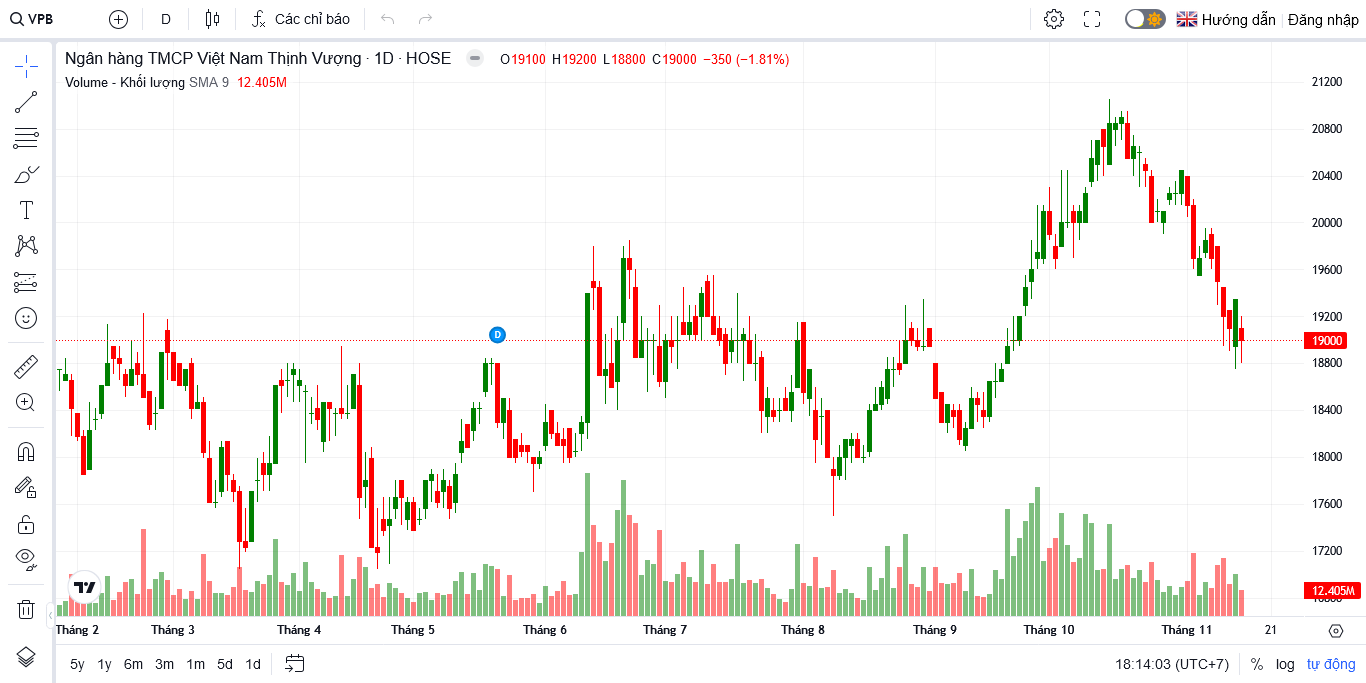 VPB D Các chỉ báo Hướng dẫn Đăng nhập
Ngân hàng TMCP Việt Nam Thịnh Vượng · 1D · HOSE O19100 H19200 L18800 C19000 −350 (−1.81%)
Volume - Khối lượng SMA 9 12.405M
21200
20800
20400
20000
19600
D
19200
19000
18800
18400
18000
17600
17200
12.405M
Tháng 2 Tháng 3 Tháng 4 Tháng 5 Tháng 6 Tháng 7 Tháng 8 Tháng 9 Tháng 10 Tháng 11 21
5y 1y 6m 3m 1m 5d 1d 18:14:03 (UTC+7) % log tự động